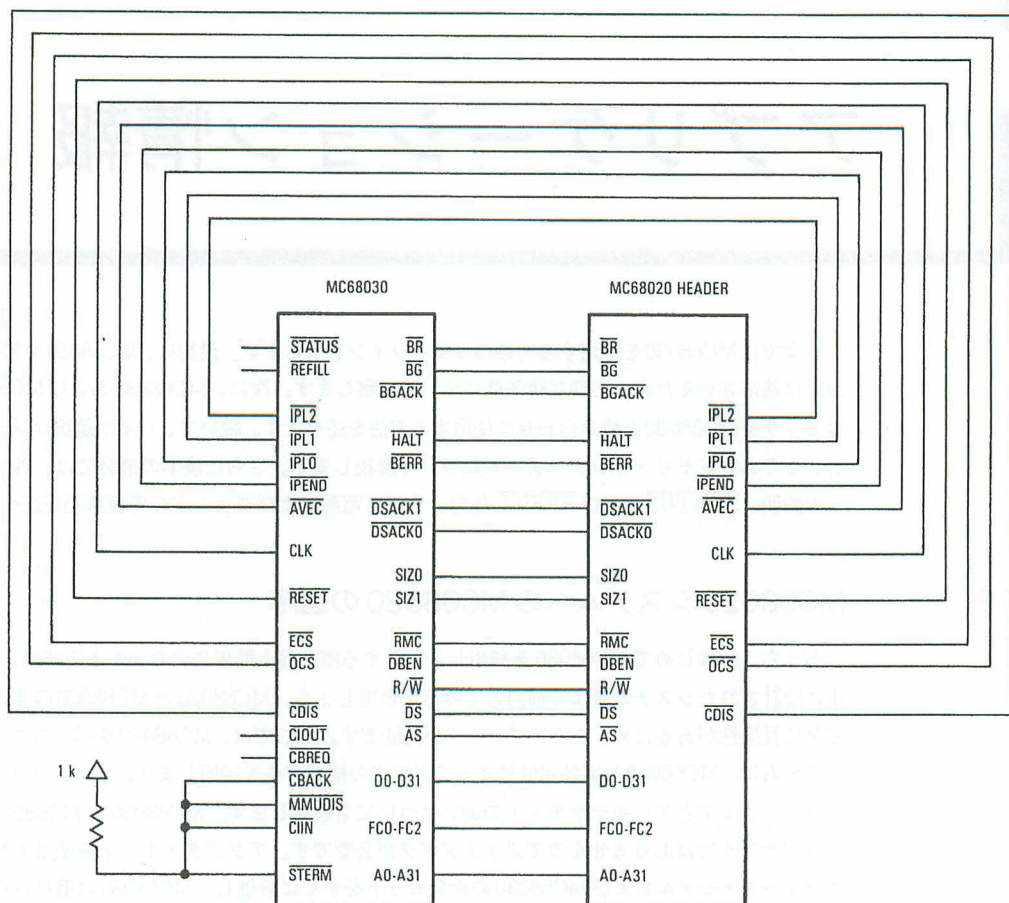 MC68030
STATUS
REFILL
IPL2
IPL1
IPL0
IPEND
AVEC
CLK
RESET
ECS
OCS
CDIS
CIOUT
CBREQ
CBACK
MMUDIS
CIIN
STERM
1 k
BR
BG
BGACK
HALT
BERR
DSACK1
DSACK0
SIZ0
SIZ1
RMC
DBEN
R/W
DS
AS
D0-D31
FC0-FC2
A0-A31
MC68020 HEADER
BR
BG
BGACK
HALT
BERR
DSACK1
DSACK0
SIZ0
SIZ1
RMC
DBEN
R/W
DS
AS
D0-D31
FC0-FC2
A0-A31
IPL2
IPL1
IPL0
IPEND
AVEC
CLK
RESET
ECS
OCS
CDIS